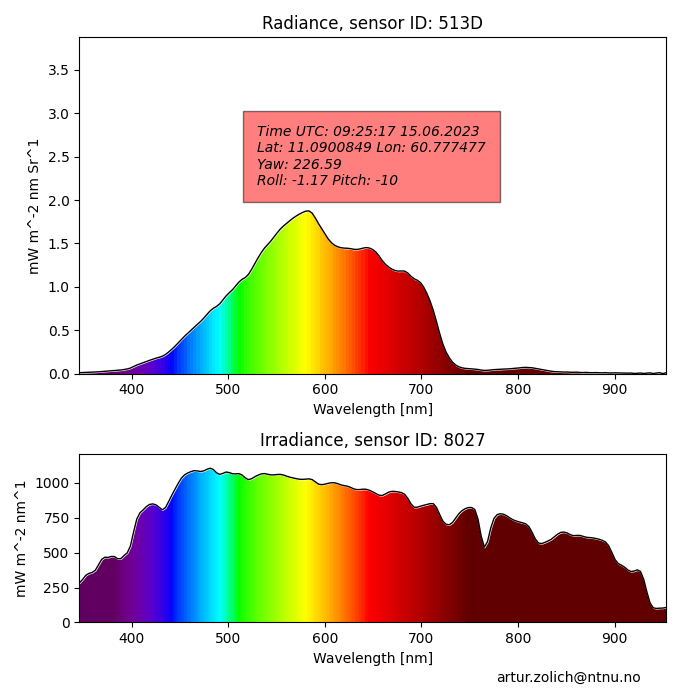 Radiance, sensor ID: 513D
mW m^-2 nm Sr^1
3.5
3.0
2.5
2.0
1.5
1.0
0.5
0.0
Time UTC: 09:25:17 15.06.2023
Lat: 11.0900849 Lon: 60.777477
Yaw: 226.59
Roll: -1.17 Pitch: -10
400 500 600 700 800 900
Wavelength [nm]
Irradiance, sensor ID: 8027
mW m^-2 nm^1
1000
750
500
250
0
400 500 600 700 800 900
Wavelength [nm]
artur.zolich@ntnu.no